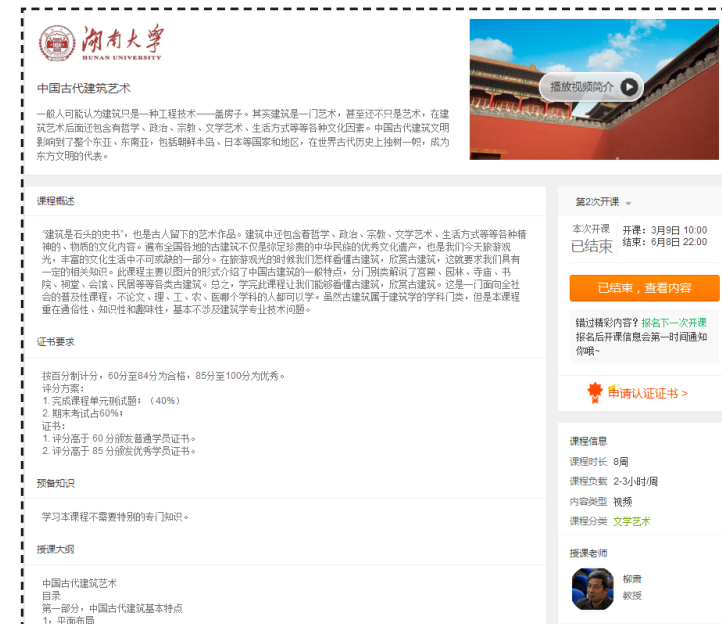 湖南大学
HUNAN UNIVERSITY
中国古代建筑艺术
一般人可能认为建筑只是一种工程技术——盖房子。其实建筑是一门艺术，甚至还不只是艺术，在建
筑艺术后面还包含有哲学、政治、宗教、文学艺术、生活方式等等各种文化因素。中国古代建筑文明
影响到了整个东亚、东南亚，包括朝鲜半岛、日本等国家和地区，在世界古代历史上独树一帜，成为
东方文明的代表。
播放视频简介
课程概述
“建筑是石头的史书”，也是古人留下的艺术作品。建筑中还包含着哲学、政治、宗教、文学艺术、生活方式等等各种精
神的、物质的文化内容。遍布全国各地的古建筑不仅是弥足珍贵的中华民族的优秀文化遗产，也是我们今天旅游观
光，丰富的文化生活中不可或缺的一部分。在旅游观光的时候我们怎样看懂古建筑，欣赏古建筑，这就要求我们具有
一定的相关知识。此课程主要以图片的形式介绍了中国古建筑的一般特点，分门别类解说了宫殿、园林、寺庙、书
院、祠堂、会馆、民居等等各类古建筑。总之，学完此课程让我们能够看懂古建筑，欣赏古建筑。这是一门面向全社
会的普及性课程，不论文、理、工、农、医哪个学科的人都可以学。虽然古建筑属于建筑学的学科门类，但是本课程
重在通俗性、知识性和趣味性，基本不涉及建筑学专业技术问题。
证书要求
按百分制计分，60分至84分为合格，85分至100分为优秀。
评分方案：
1.完成课程单元测试题；（40%）
2.期末考试占60%；
证书：
1.评分高于 60 分颁发普通学员证书。
2.评分高于 85 分颁发优秀学员证书。
预备知识
学习本课程不需要特别的专门知识。
授课大纲
中国古代建筑艺术
目录
第一部分，中国古代建筑基本特点
1，平面布局
第2次开课
本次开课
已结束
开课：3月9日 10:00
结束：6月8日 22:00
已结束，查看内容
错过精彩内容？报名下一次开课
报名后开课信息会第一时间通知
你哦~
申请认证证书 >
课程信息
课程时长 8周
课程负载 2-3小时/周
内容类型 视频
课程分类 文学艺术
授课老师
柳肃
教授